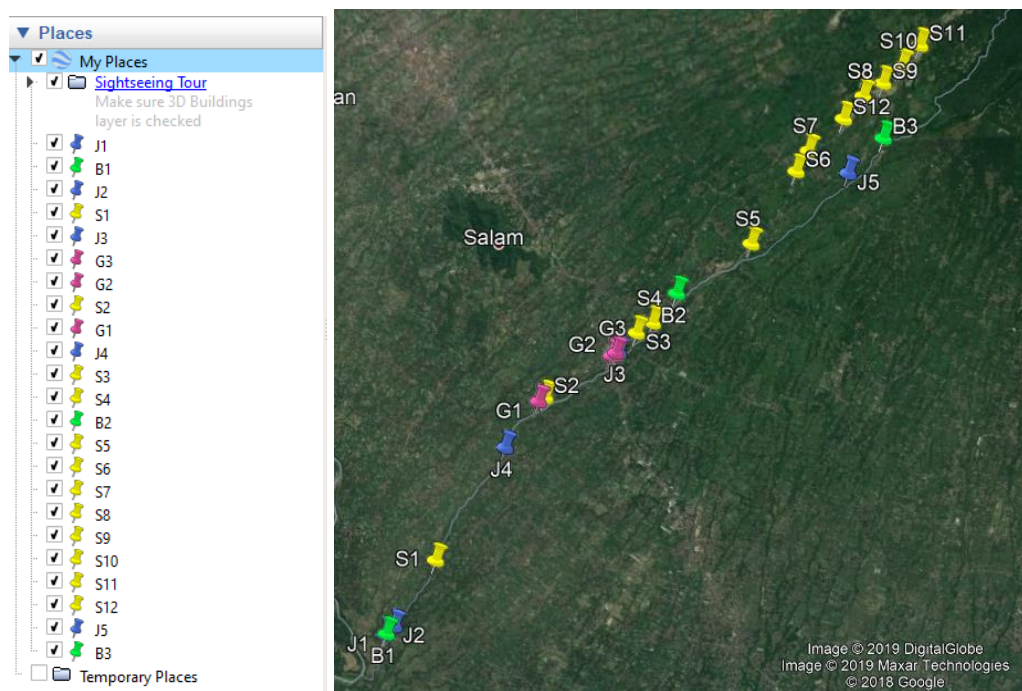 Places
My Places
Sightseeing Tour
Make sure 3D Buildings
layer is checked
J1
B1
J2
S1
J3
G3
G2
S2
G1
J4
S3
S4
B2
S5
S6
S7
S8
S9
S10
S11
S12
J5
B3
Temporary Places
S10 S11
an
S8 S9
S12
S7
B3
S6
J5
S5
Salam
S4
B2
G3
S3
G2
J3
S2
G1
J4
S1
J1 J2
B1
Image © 2019 DigitalGlobe
Image © 2019 Maxar Technologies
© 2018 Google